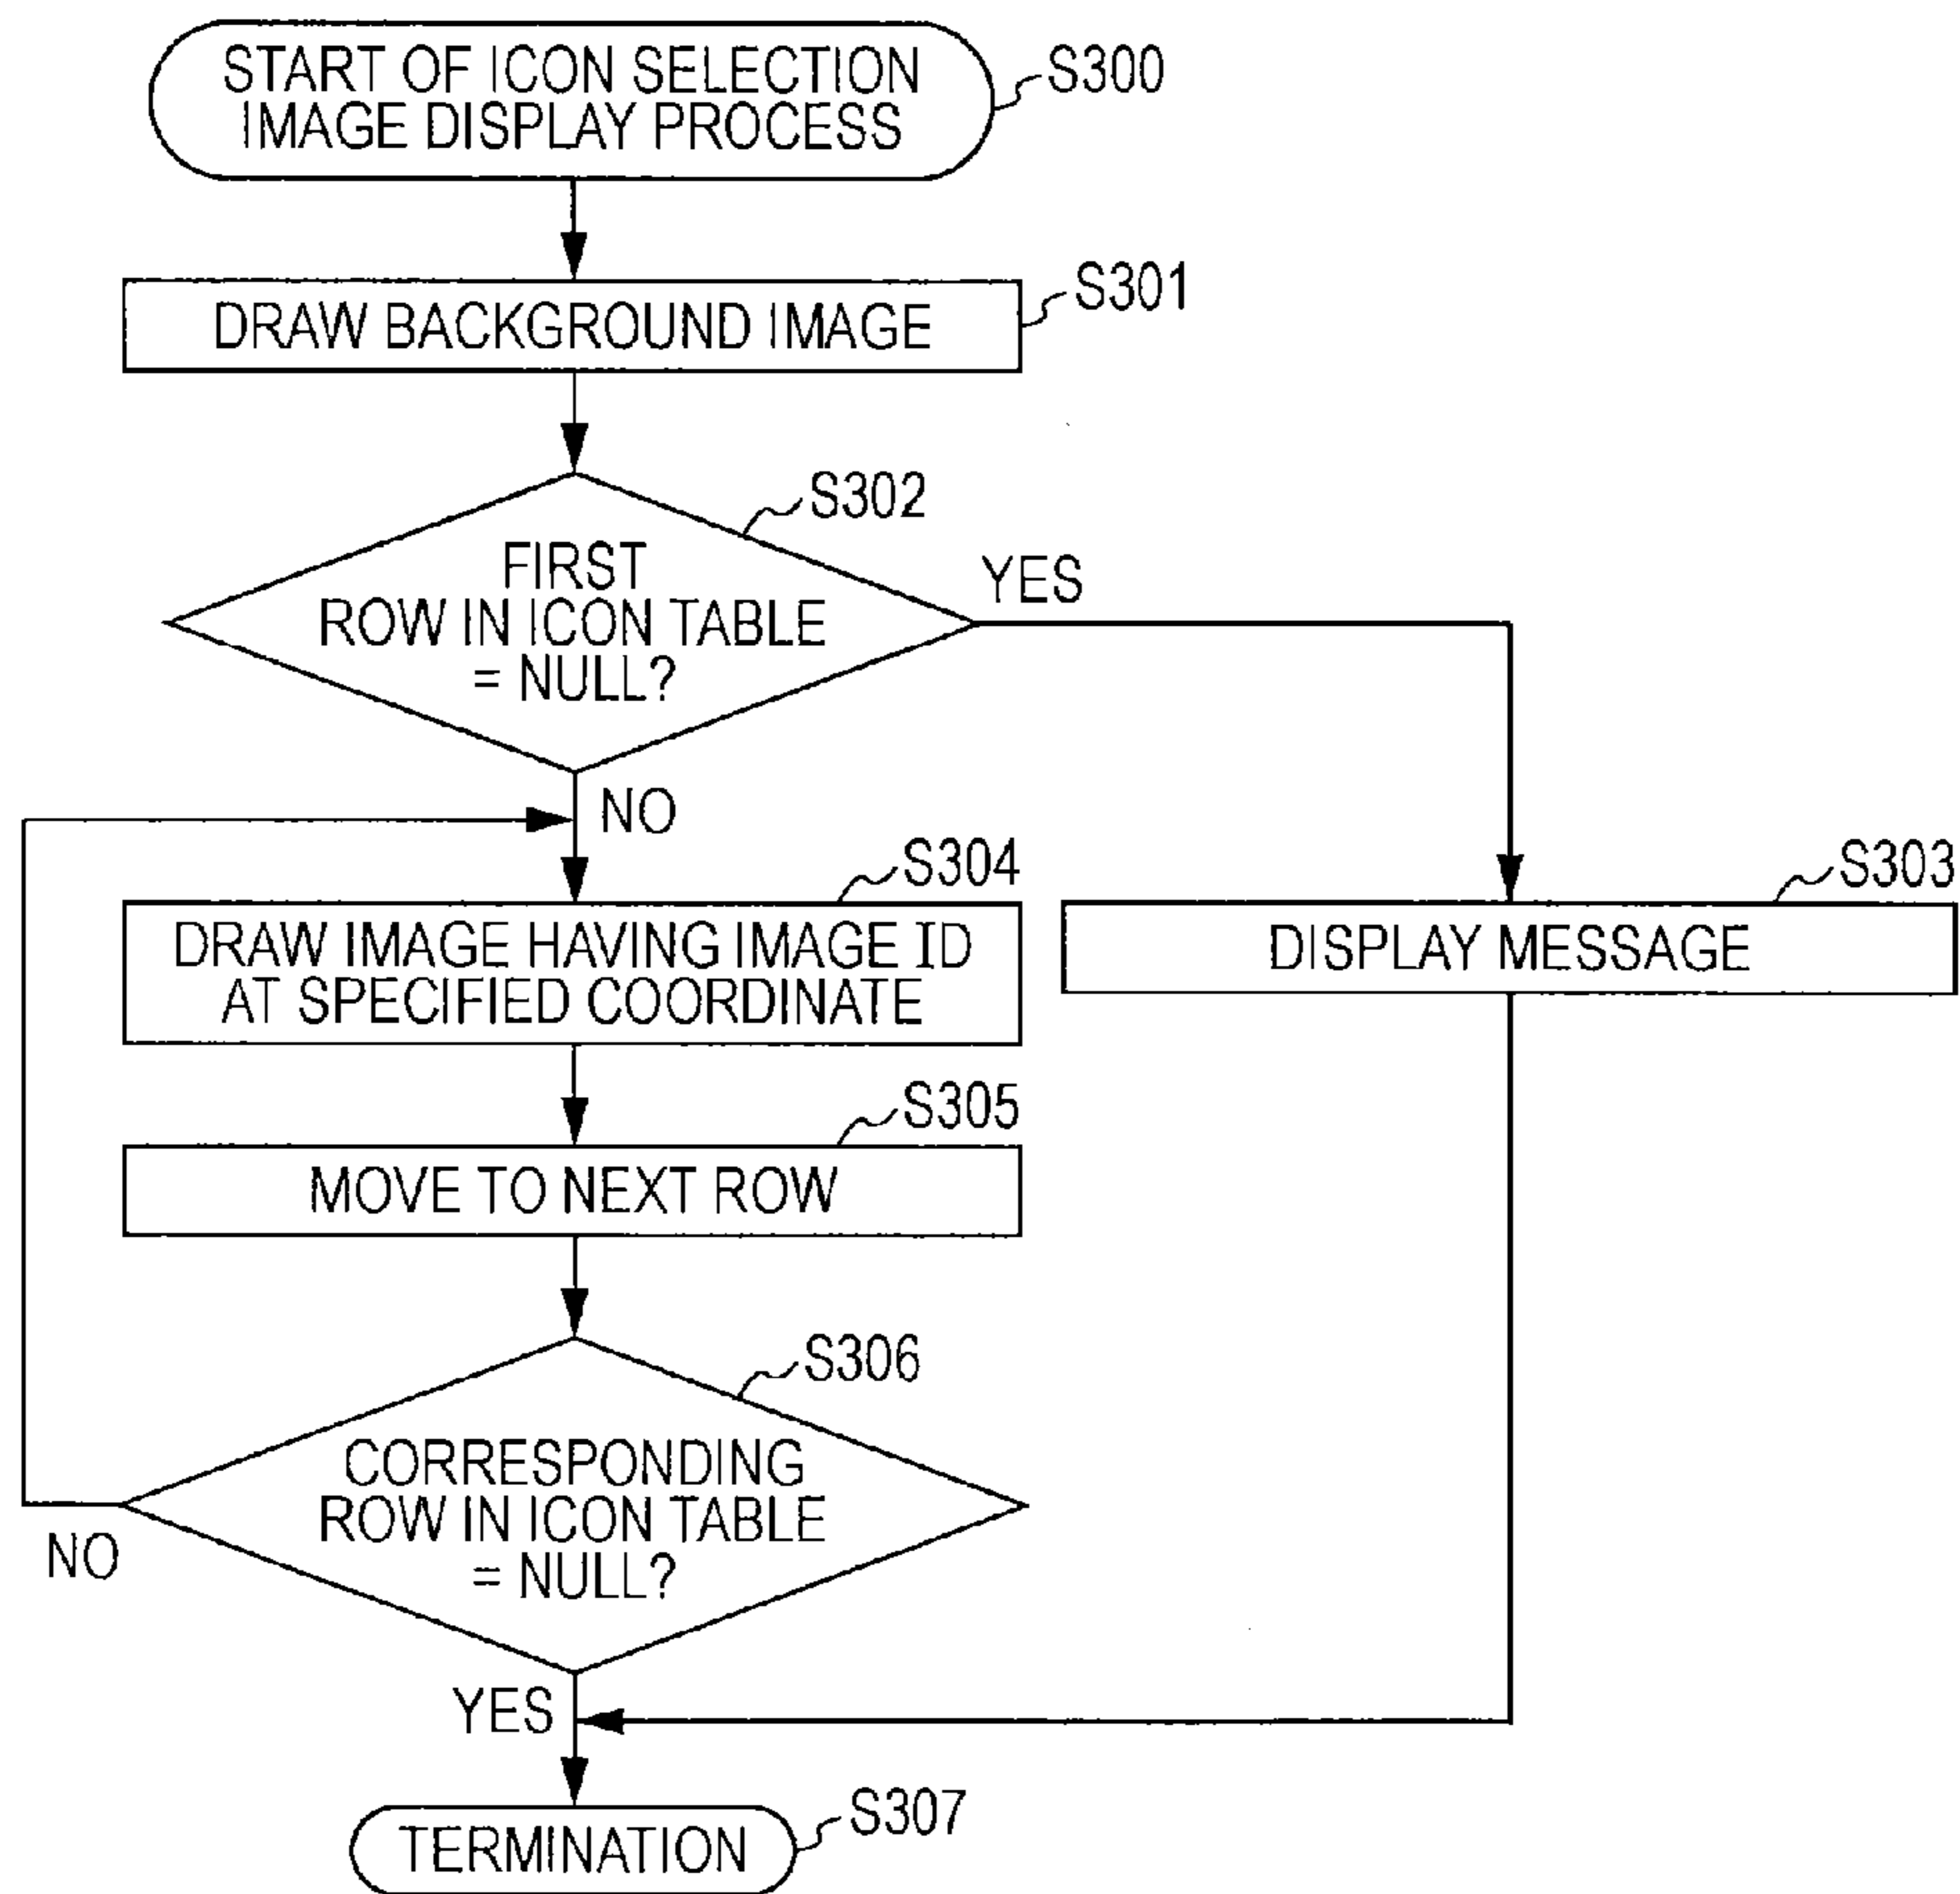 START OF ICON SELECTION
IMAGE DISPLAY PROCESS
S300
DRAW BACKGROUND IMAGE
S301
S302
FIRST
ROW IN ICON TABLE
= NULL?
YES
NO
S304
DRAW IMAGE HAVING IMAGE ID
AT SPECIFIED COORDINATE
S303
DISPLAY MESSAGE
S305
MOVE TO NEXT ROW
S306
CORRESPONDING
ROW IN ICON TABLE
= NULL?
NO
YES
S307
TERMINATION